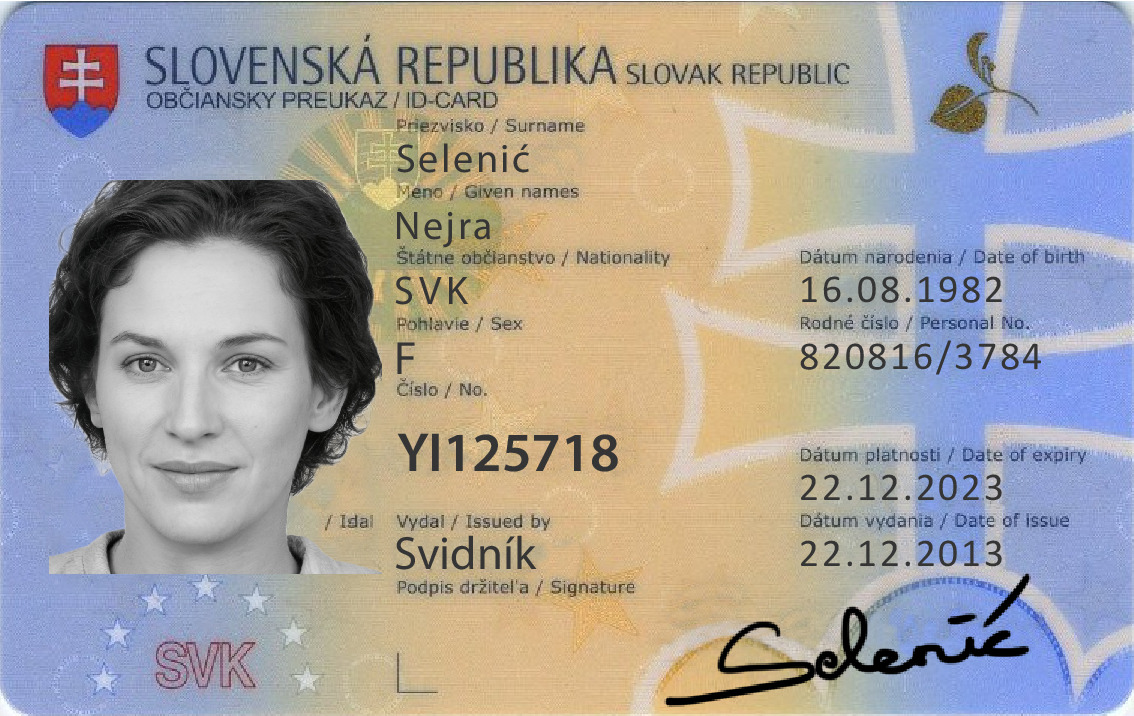 SLOVENSKÁ REPUBLIKA SLOVAK REPUBLIC
OBČIANSKY PREUKAZ / ID-CARD
Priezvisko / Surname
Selenić
Meno / Given names
Nejra
Štátne občianstvo / Nationality
SVK
Dátum narodenia / Date of birth
16.08.1982
Pohlavie / Sex
F
Rodné číslo / Personal No.
820816/3784
Číslo / No.
YI125718
Dátum platnosti / Date of expiry
22.12.2023
/ Isdal
Vydal / Issued by
Svidník
Dátum vydania / Date of issue
22.12.2013
Podpis držiteľa / Signature
Selenić
SVK